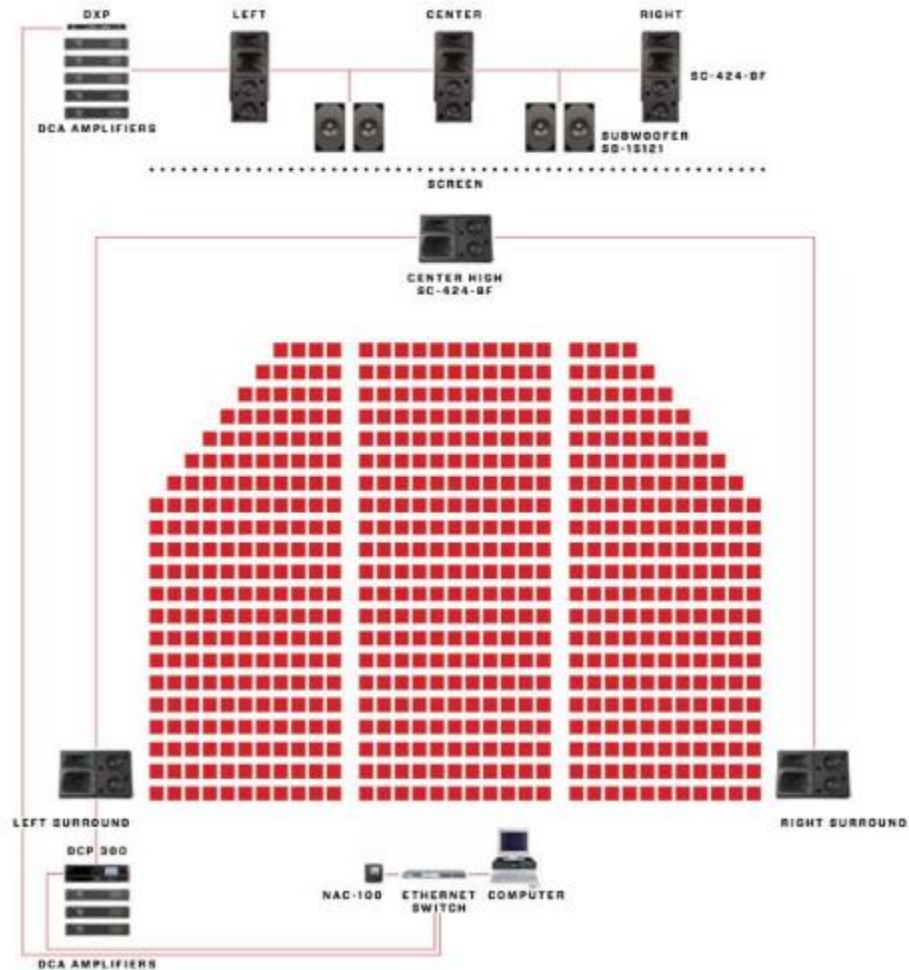 DXP
LEFT
CENTER
RIGHT
SC-424-8F
DCA AMPLIFIERS
SUBWOOFER
SB-15121
SCREEN
CENTER HIGH
SC-424-8F
LEFT SURROUND
RIGHT SURROUND
DCP 300
NAC-100
ETHERNET
SWITCH
COMPUTER
DCA AMPLIFIERS